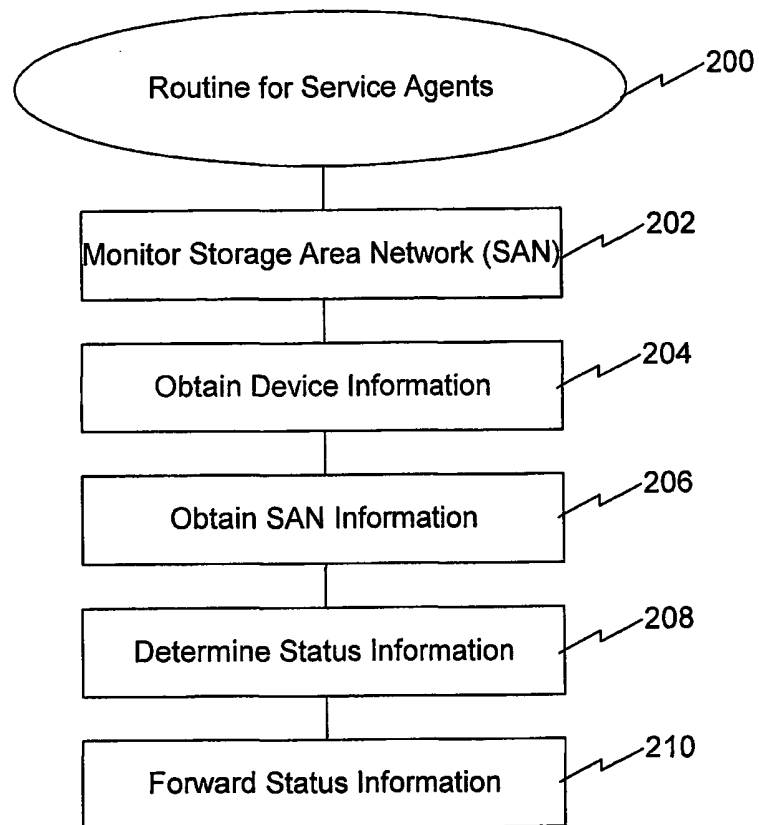 Routine for Service Agents
200
Monitor Storage Area Network (SAN)
202
Obtain Device Information
204
Obtain SAN Information
206
Determine Status Information
208
Forward Status Information
210